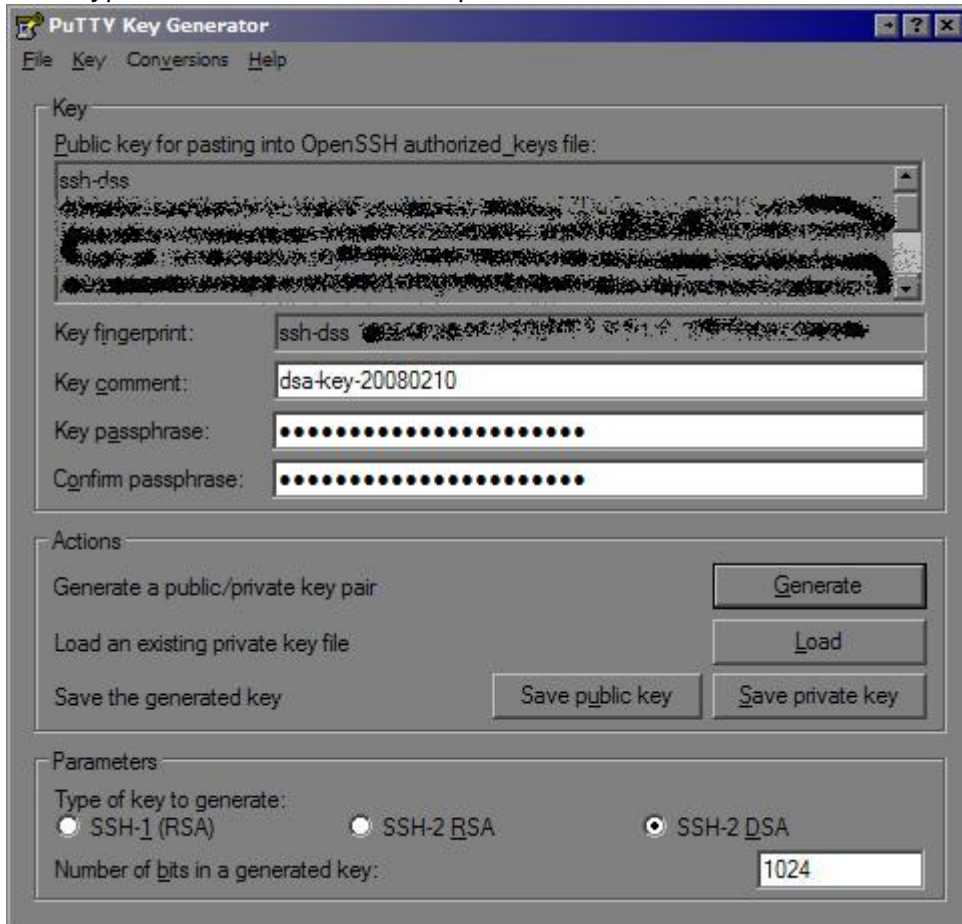 PuTTY Key Generator
File Key Conversions Help
Key
Public key for pasting into OpenSSH authorized_keys file:
ssh-dss
Key fingerprint: ssh-dss
Key comment: dsa-key-20080210
Key passphrase: ••••••••••••••••••••••
Confirm passphrase: ••••••••••••••••••••••
Actions
Generate a public/private key pair Generate
Load an existing private key file Load
Save the generated key Save public key Save private key
Parameters
Type of key to generate:
SSH-1 (RSA) SSH-2 RSA SSH-2 DSA
Number of bits in a generated key: 1024